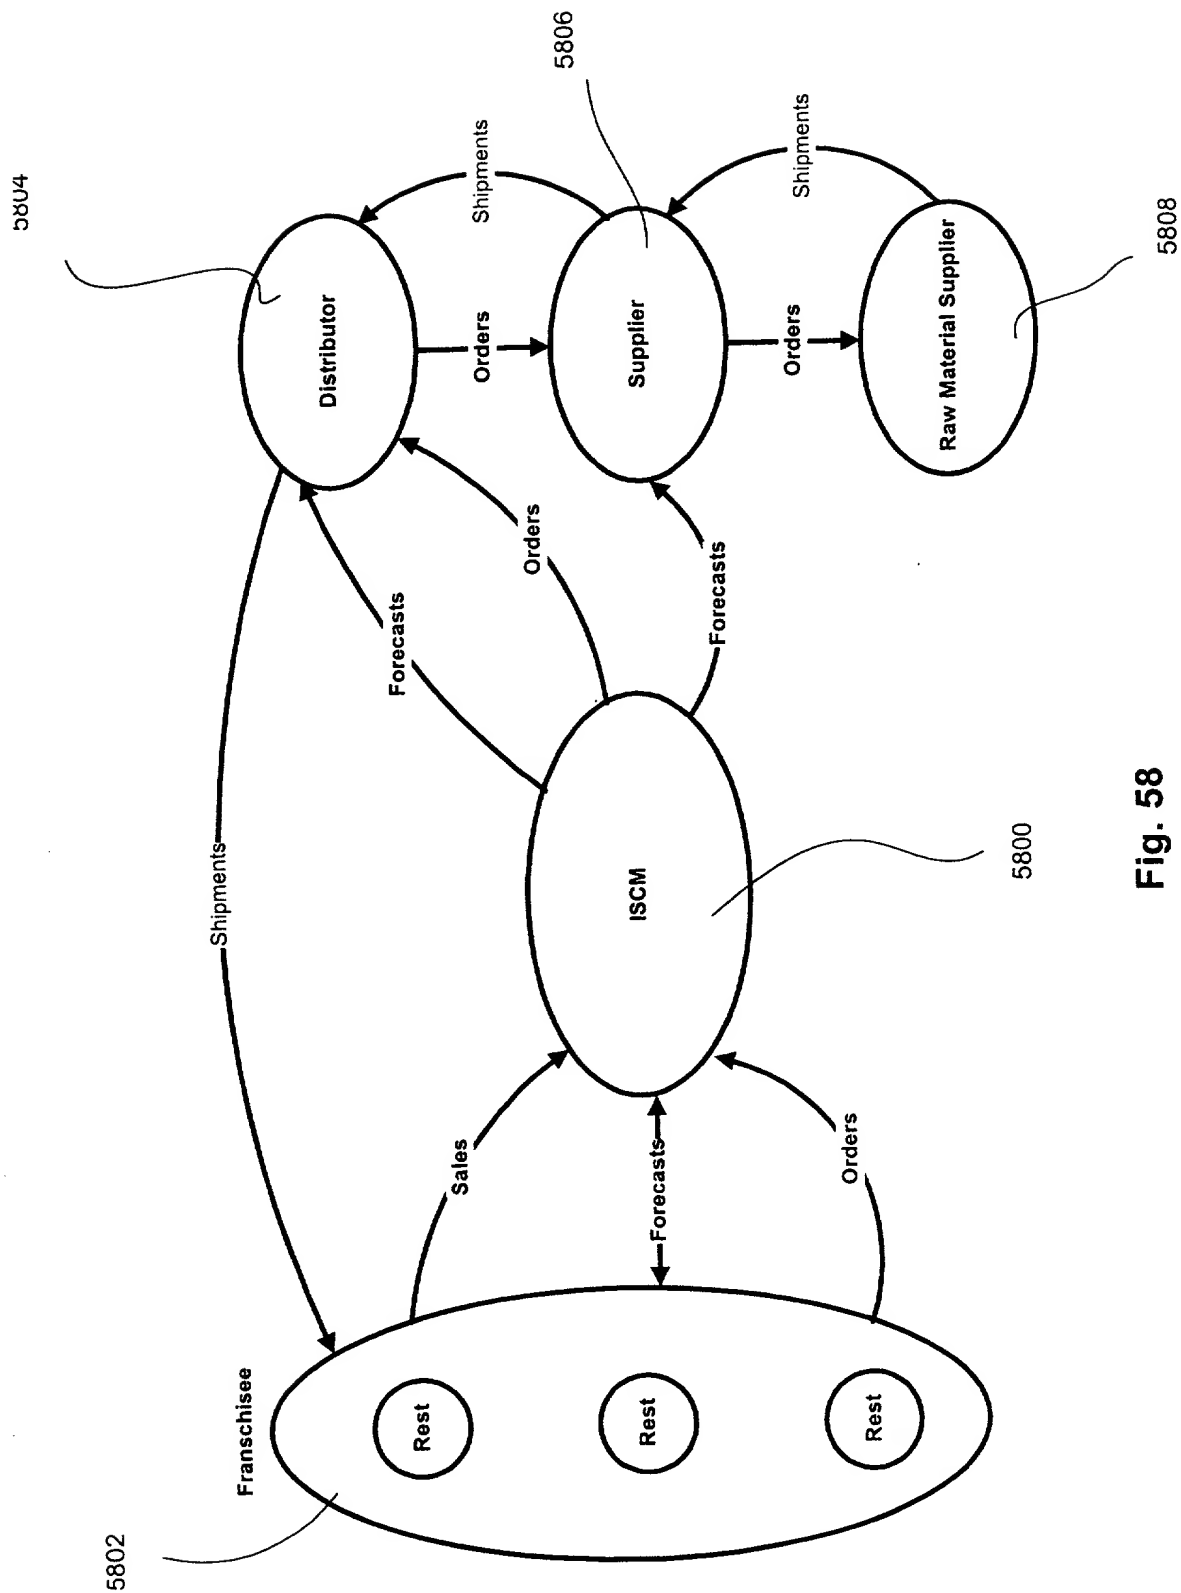 5804
5806
Shipments
Shipments
Distributor
Orders
Supplier
Orders
Raw Material Supplier
5808
Forecasts
Orders
Forecasts
Shipments
ISCM
5800
Sales
Forecasts
Orders
Franschisee
Rest
Rest
Rest
5802
Fig. 58